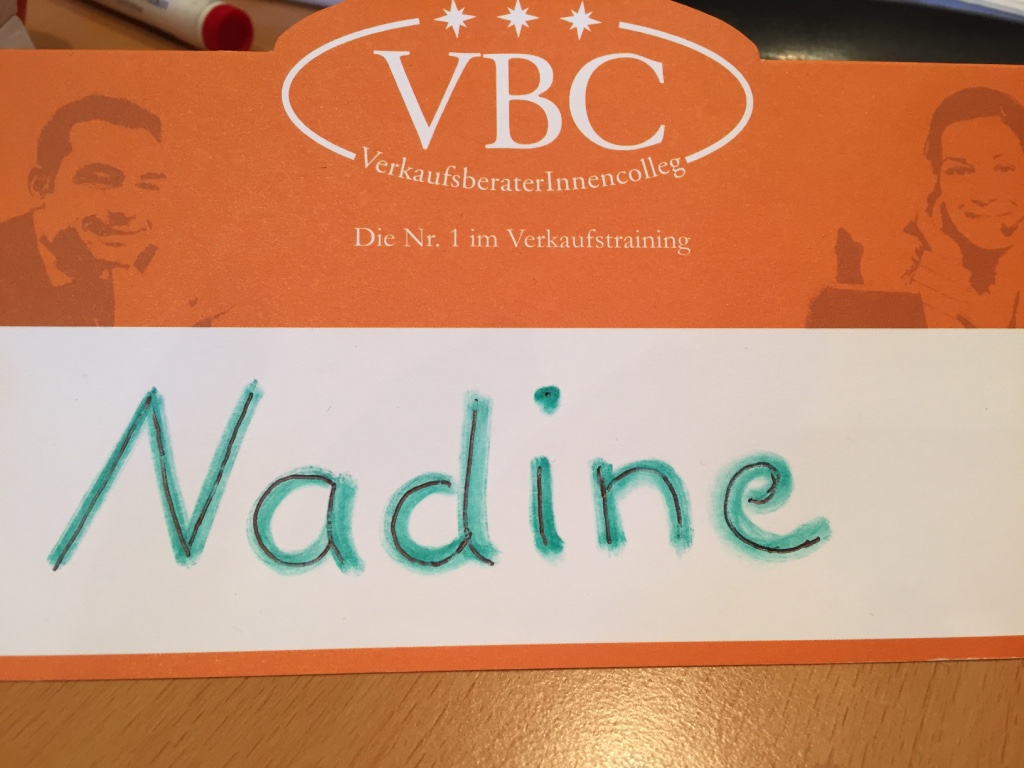 VBC
VerkaufsberaterInnencolleg
Die Nr. 1 im Verkaufstraining
Nadine